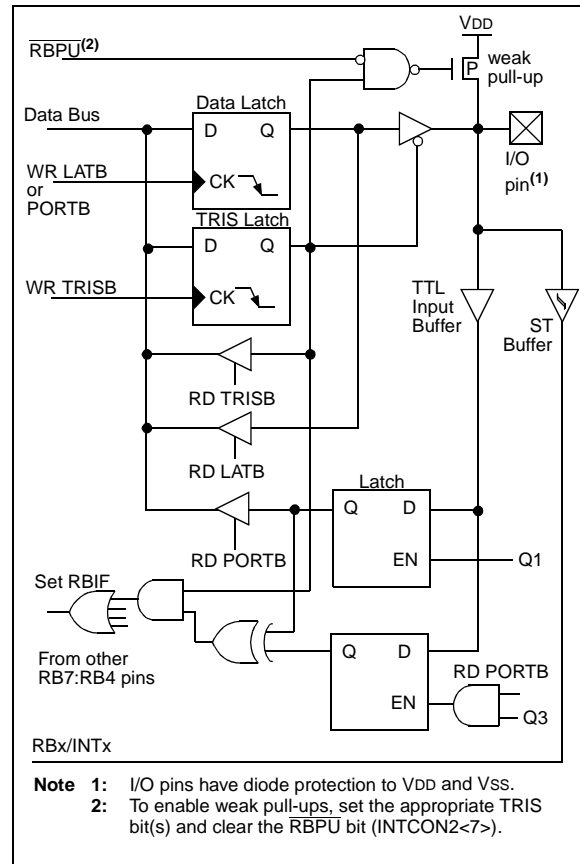 VDD
RBPU(2)
P
weak
pull-up
Data Bus
Data Latch
D Q
WR LATB
or
PORTB
CK
I/O
pin(1)
TRIS Latch
D Q
WR TRISB
CK
TTL
Input
Buffer
ST
Buffer
RD TRISB
RD LATB
Latch
Q D
RD PORTB
EN
Q1
Set RBIF
From other
RB7:RB4 pins
Q D
RD PORTB
EN
Q3
RBx/INTx
Note 1: I/O pins have diode protection to VDD and VSS.
2: To enable weak pull-ups, set the appropriate TRIS
bit(s) and clear the RBPU bit (INTCON2<7>).